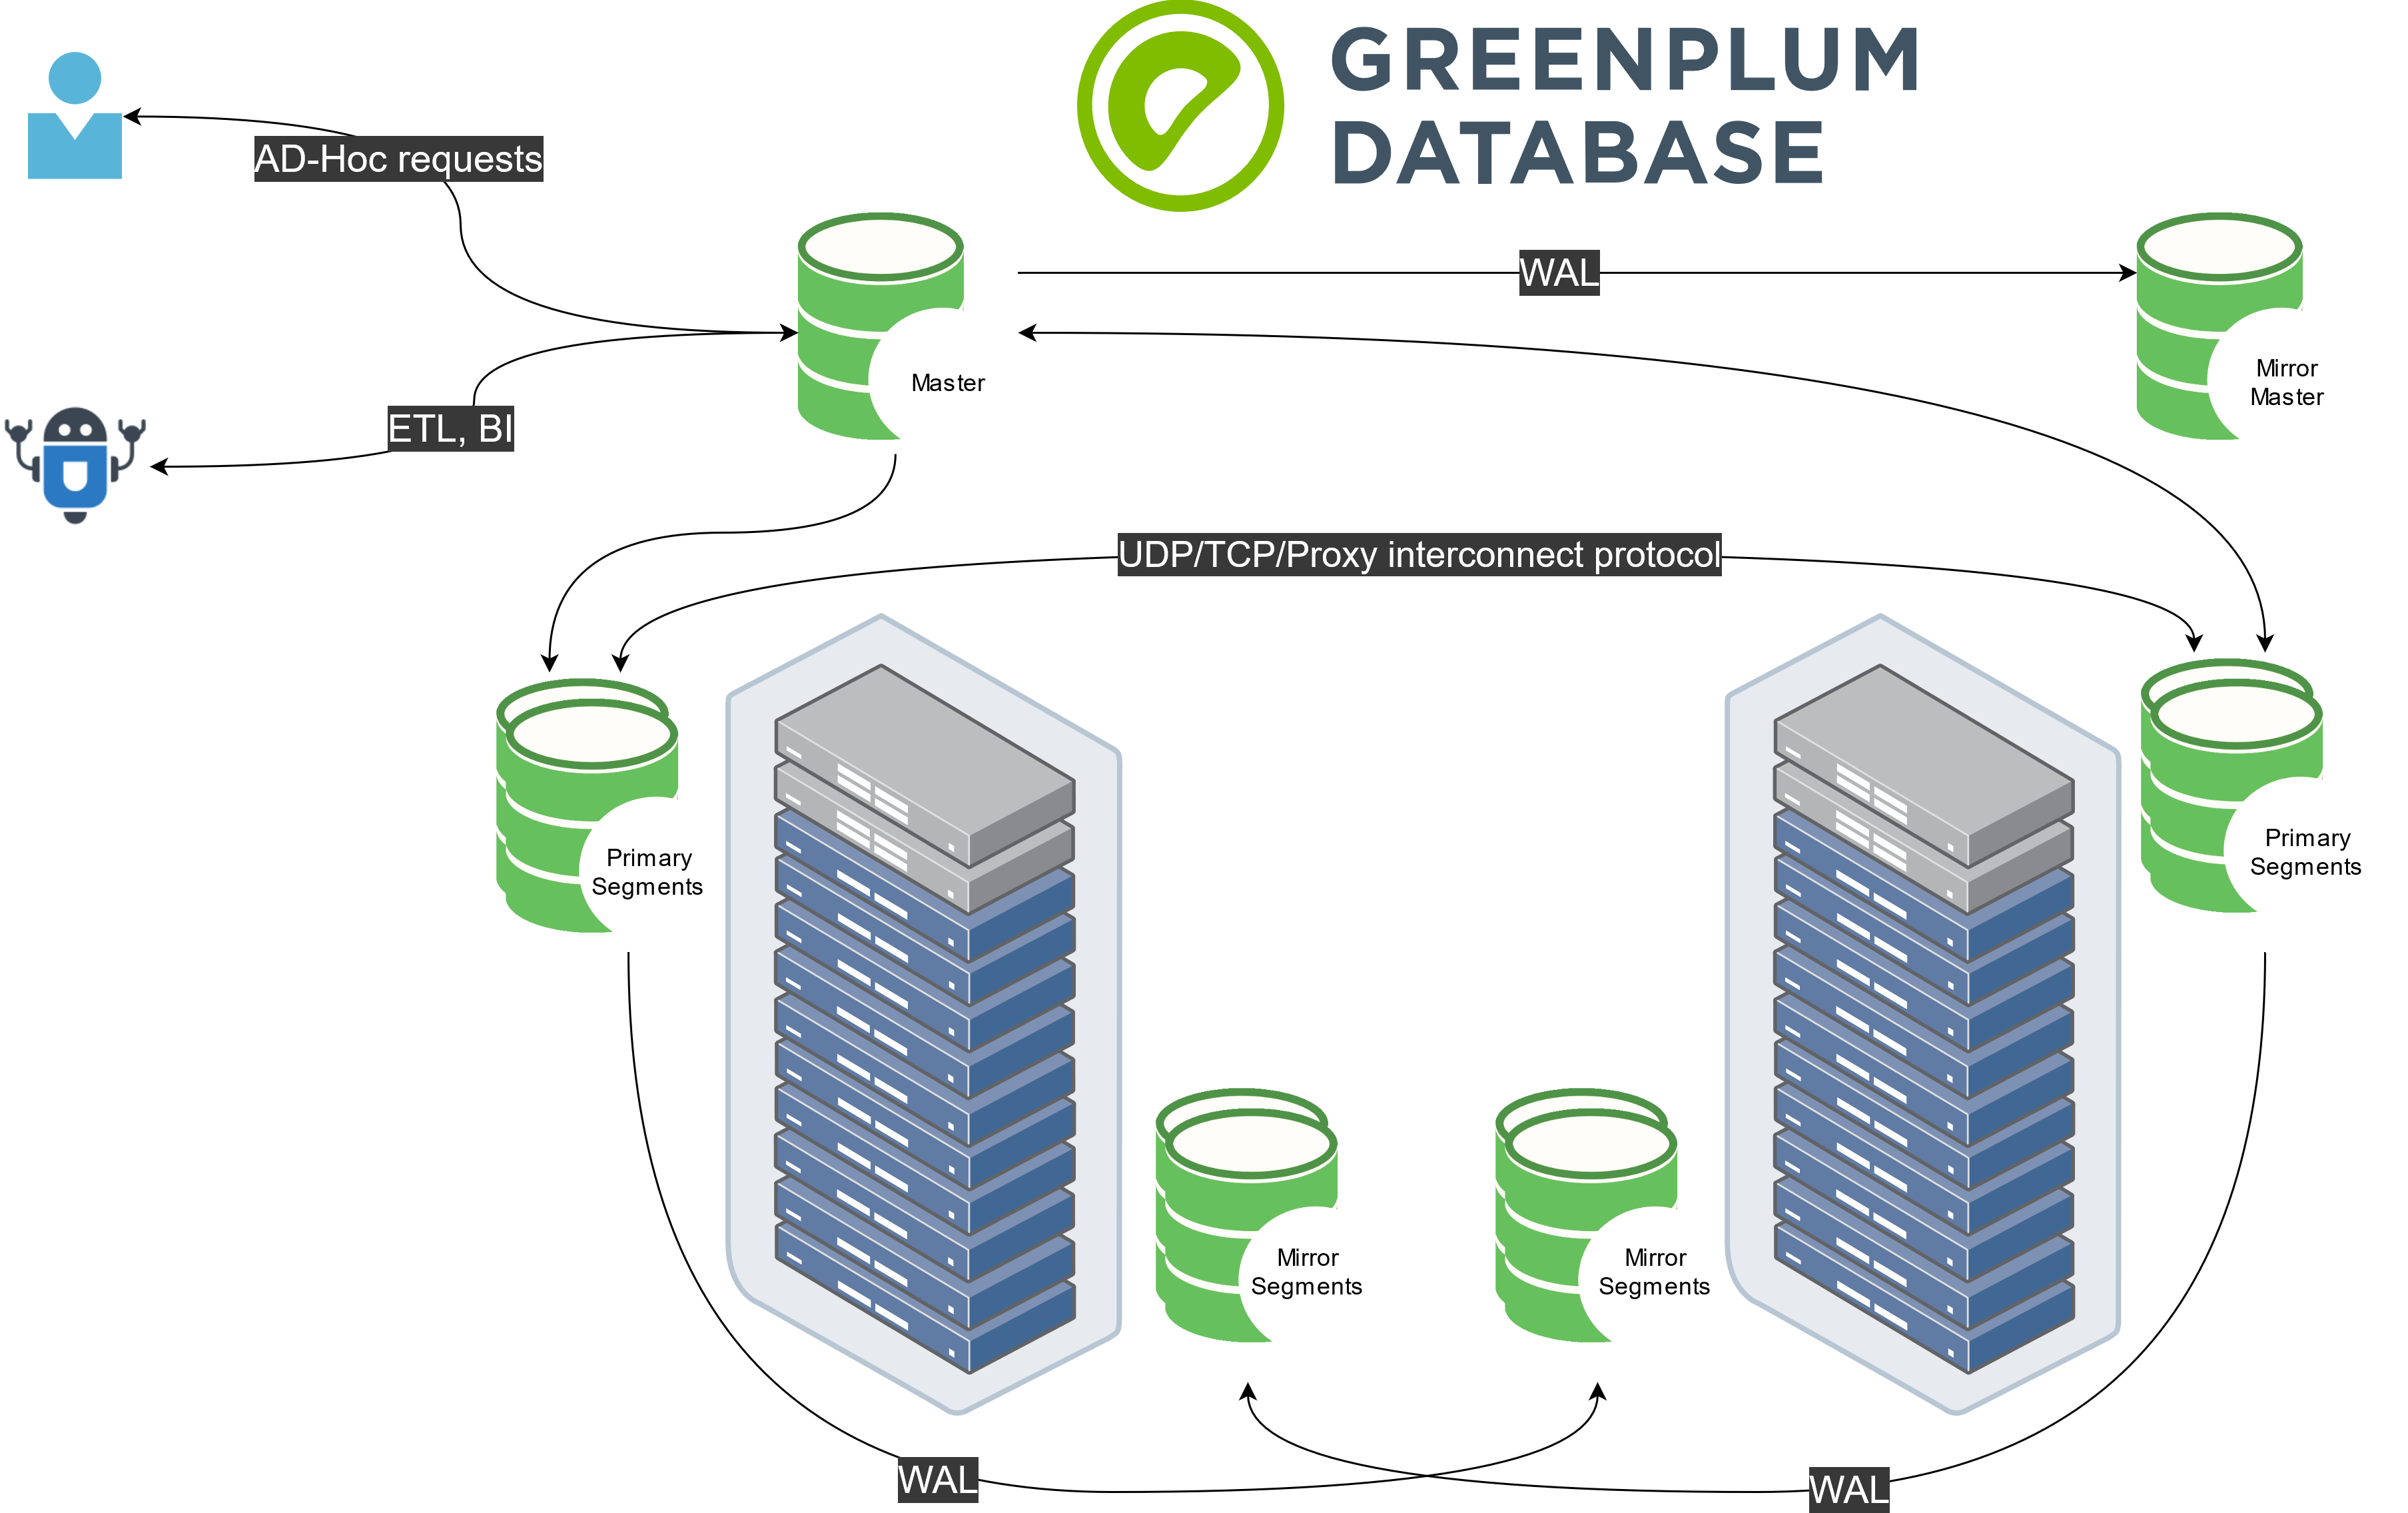 GREENPLUM
DATABASE
AD-Hoc requests
WAL
Master
Mirror
Master
ETL, BI
UDP/TCP/Proxy interconnect protocol
Primary
Segments
Primary
Segments
Mirror
Segments
Mirror
Segments
WAL
WAL